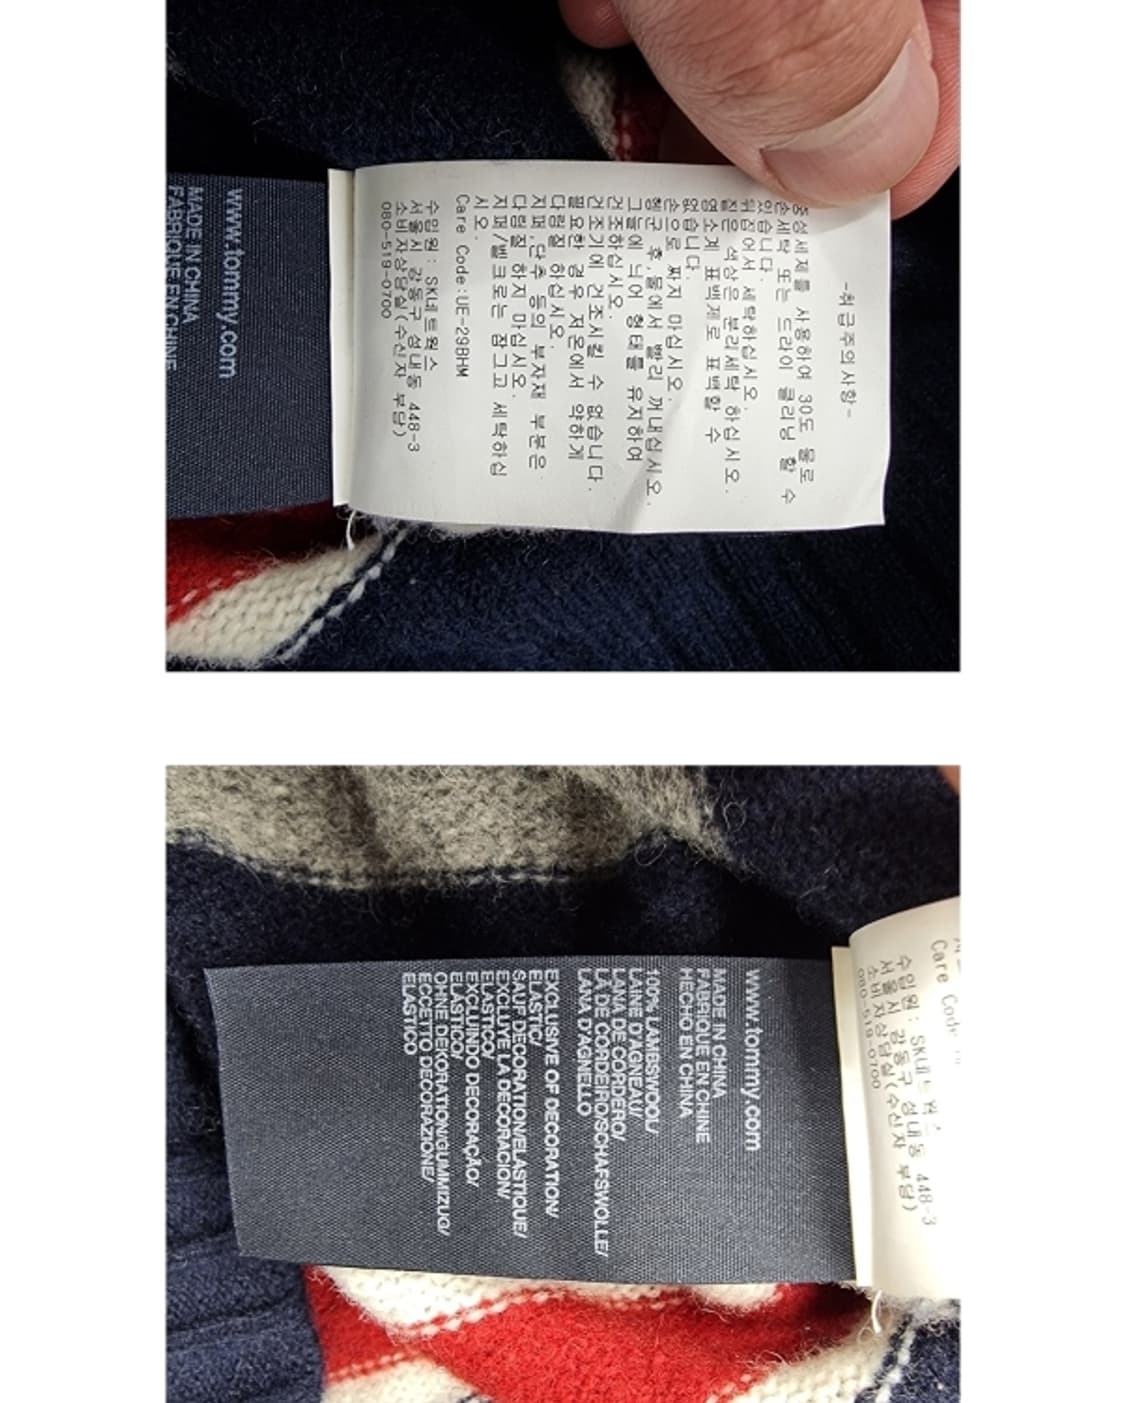 -취급주의사항-
중성세제를 사용하여 30도 물로
손세탁 또는 드라이 클리닝 할 수
있습니다.
뒤집어서 세탁하십시오.
짙은 색상은 분리세탁 하십시오.
염소계 표백제로 표백할 수
없습니다.
손으로 짜지 마십시오.
헹군 후,물에서 빨리 꺼내십시오.
그늘에 뉘어 형태를 유지하여
건조하십시오.
건조기에 건조시킬 수 없습니다.
필요한 경우 저온에서 약하게
다림질 하십시오.
지퍼,단추 등의 부자재 부분은
다림질 하지 마십시오.
지퍼/벨크로는 잠그고 세탁하십
시오.
Care Code:UE-29BHM
수입원 : SK네트웍스
서울시 강동구 성내동 448-3
소비자상담실(수신자 부담)
080-519-0700
www.tommy.com
MADE IN CHINA
FABRIQUE EN CHINE
Care Code
수입원 : SK네트웍스
서울시 강동구 성내동 448-3
소비자상담실(수신자 부담)
080-519-0700
www.tommy.com
MADE IN CHINA
FABRIQUE EN CHINE
HECHO EN CHINA
100% LAMBSWOOL/
LAINE D'AGNEAU/
LANA DE CORDERO/
LÃ DE CORDEIRO/SCHAFSWOLLE/
LANA D'AGNELLO
EXCLUSIVE OF DECORATION/
ELASTIC/
SAUF DECORATION/ELASTIQUE/
EXCLUYE LA DECORACION/
ELASTICO/
EXCLUINDO DECORAÇÃO/
ELÁSTICO/
OHNE DEKORATION/GUMMIZUG/
ECCETTO DECORAZIONE/
ELASTICO